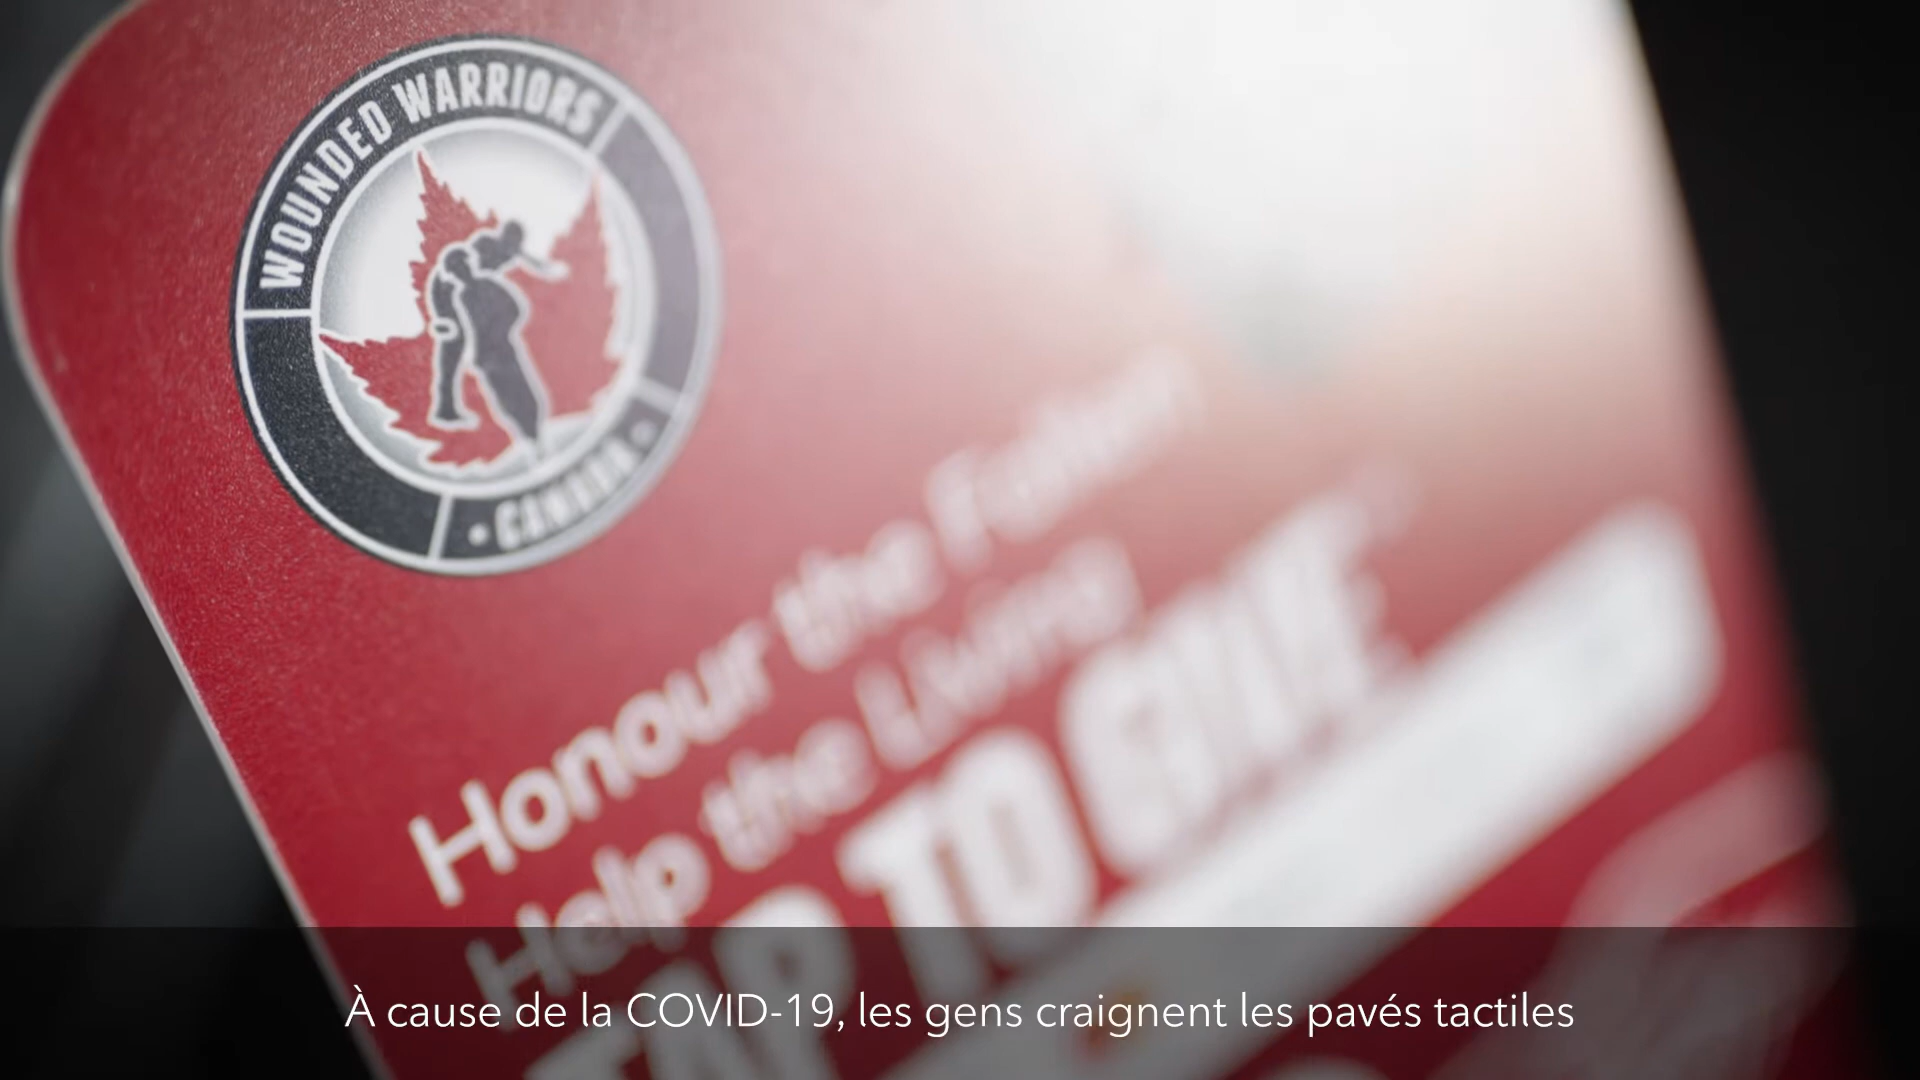 WOUNDED WARRIORS
· CANADA ·
Honour the Fallen
Help the Living
TAP TO GIVE
À cause de la COVID-19, les gens craignent les pavés tactiles